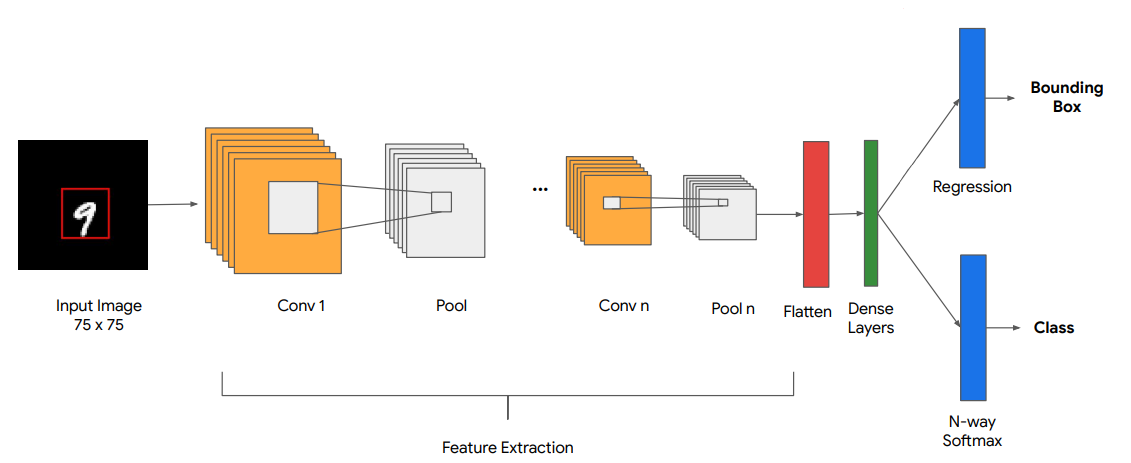 9
Input Image
75 x 75
Conv 1
Pool
...
Conv n
Pool n
Flatten
Dense
Layers
Regression
Bounding
Box
N-way
Softmax
Class
Feature Extraction